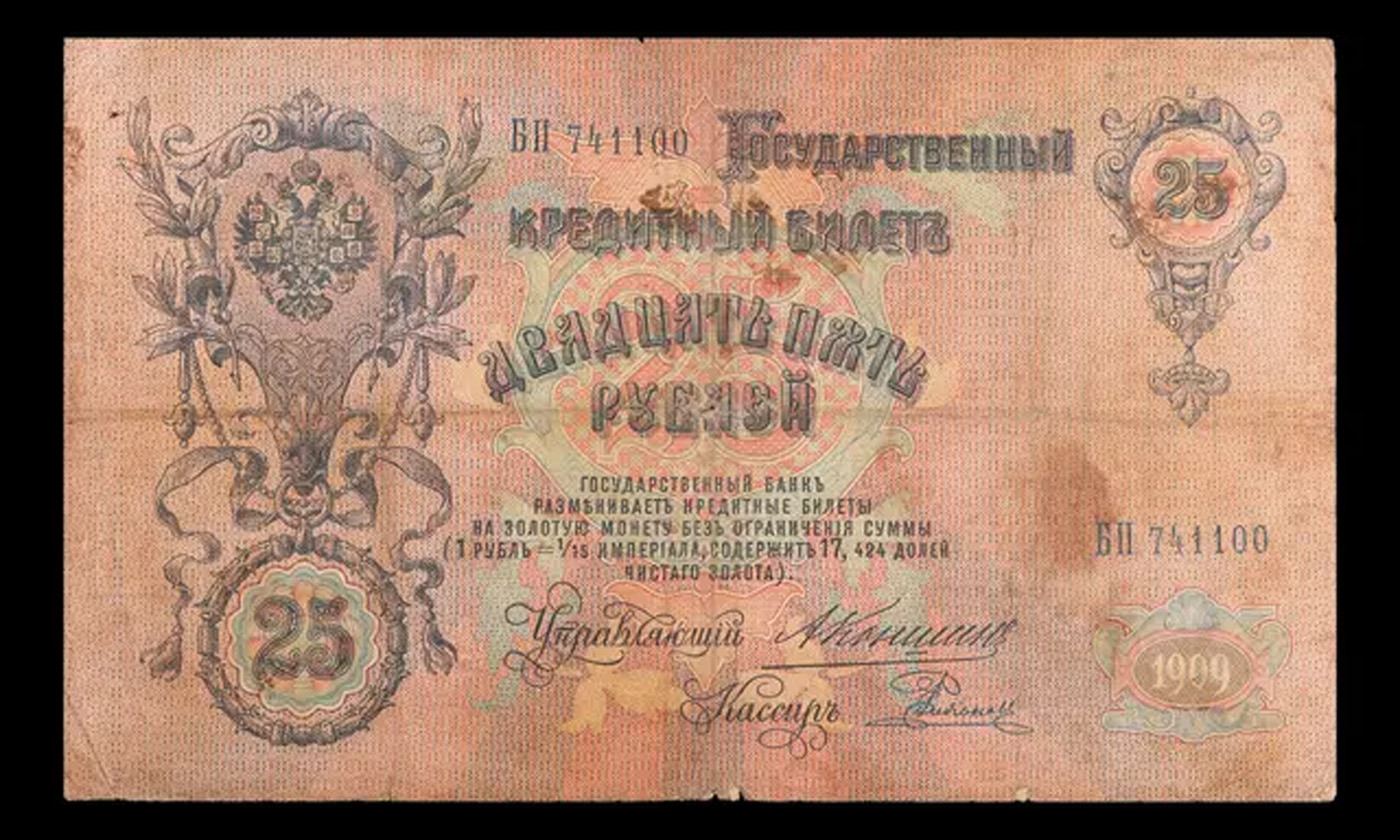 БП 741100
Государственный
25
кредитный билетъ
двадцать пять
рублей
государственный банкъ
размѣниваетъ кредитные билеты
на золотую монету безъ ограниченія суммы
(1 рубль = 1/15 имперіала, содержитъ 17, 424 долей
чистаго золота).
БП 741100
Управляющій АКоншинъ
25
1909
Кассиръ